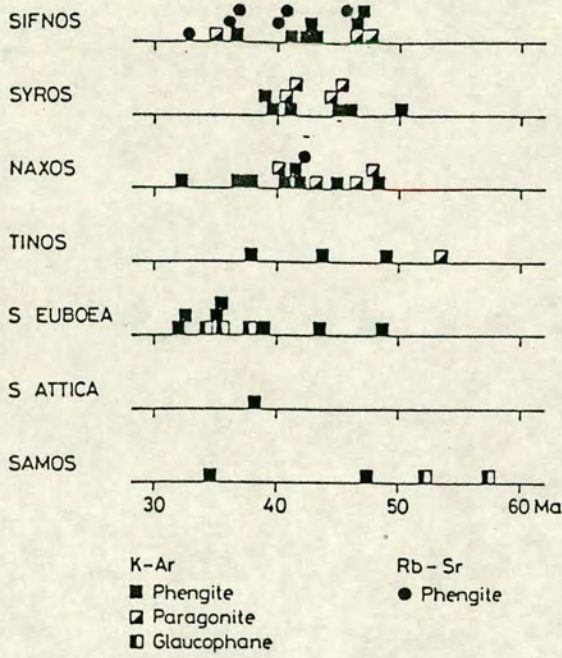 SIFNOS
SYROS
NAXOS
TINOS
S EUBOEA
S ATTICA
SAMOS
30 40 50 60 Ma
K-Ar
Phengite
Paragonite
Glaucophane
Rb-Sr
Phengite